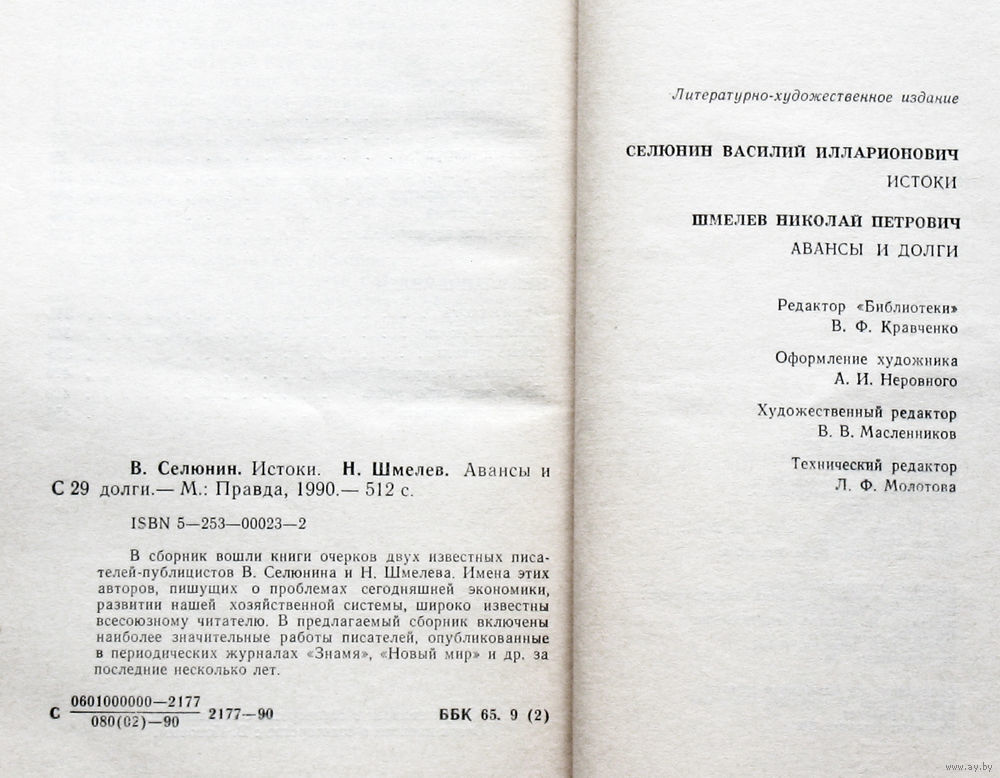 В. Селюнин. Истоки. Н. Шмелев. Авансы и
С 29 долги.— М.: Правда, 1990.— 512 с.
ISBN 5—253—00023—2
В сборник вошли книги очерков двух известных писа-
телей-публицистов В. Селюнина и Н. Шмелева. Имена этих
авторов, пишущих о проблемах сегодняшней экономики,
развитии нашей хозяйственной системы, широко известны
всесоюзному читателю. В предлагаемый сборник включены
наиболее значительные работы писателей, опубликованные
в периодических журналах «Знамя», «Новый мир» и др. за
последние несколько лет.
0601000000—2177
С 080(02)—90 2177—90 ББК 65. 9 (2)
Литературно-художественное издание
СЕЛЮНИН ВАСИЛИЙ ИЛЛАРИОНОВИЧ
ИСТОКИ
ШМЕЛЕВ НИКОЛАЙ ПЕТРОВИЧ
АВАНСЫ И ДОЛГИ
Редактор «Библиотеки»
В. Ф. Кравченко
Оформление художника
А. И. Неровного
Художественный редактор
В. В. Масленников
Технический редактор
Л. Ф. Молотова
www.ay.by